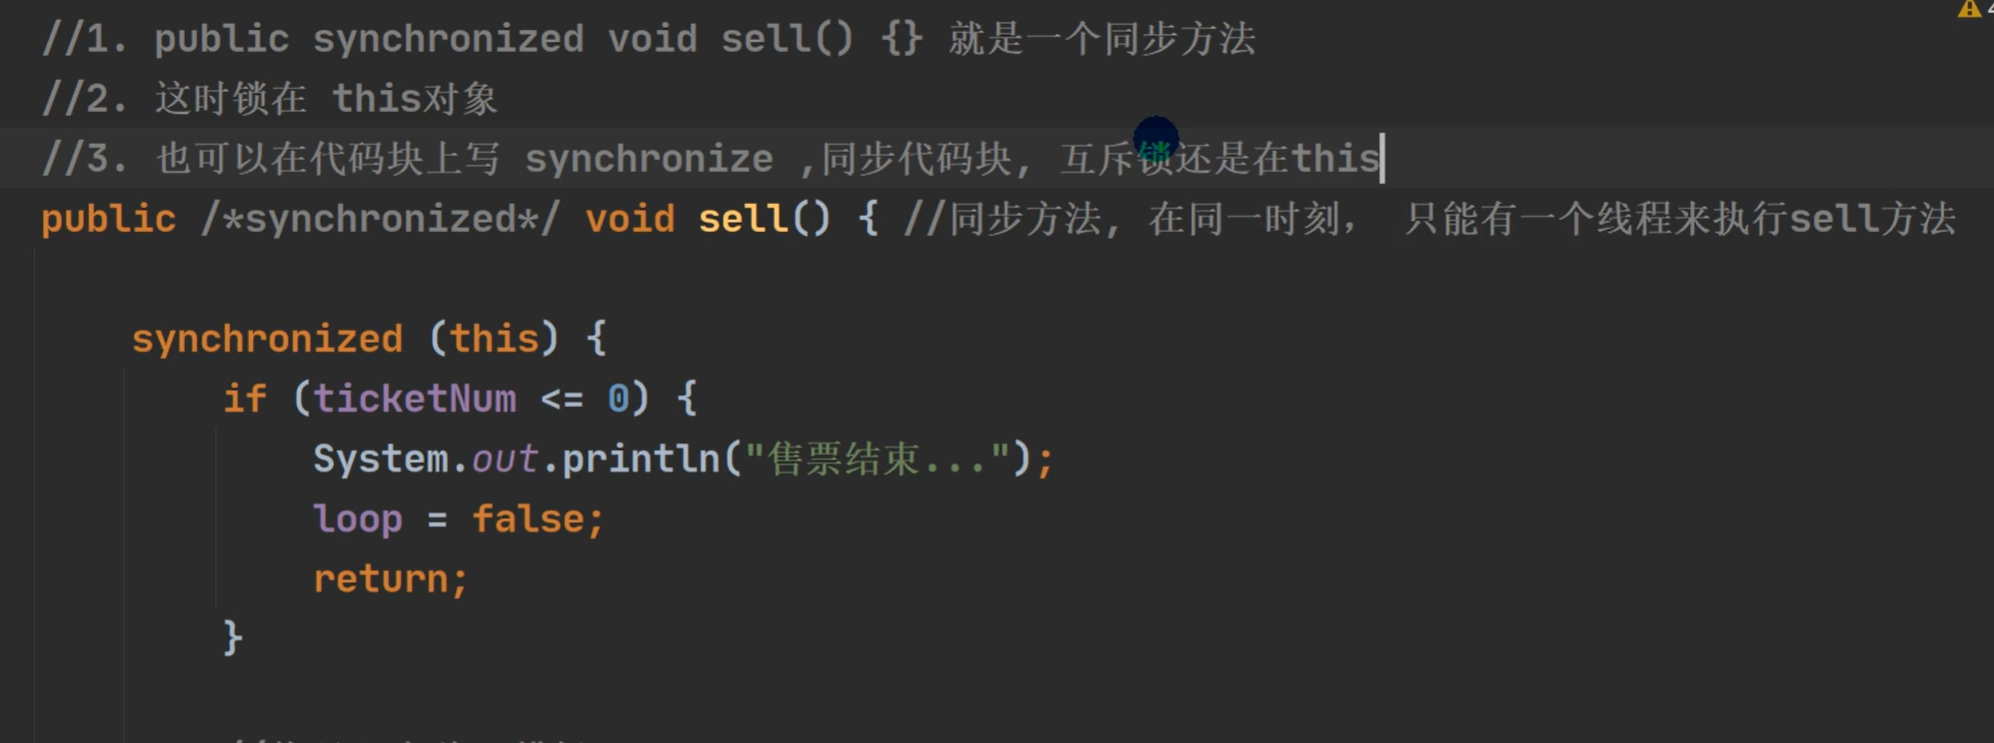 //1. public synchronized void sell() {} 就是一个同步方法
//2. 这时锁在 this对象
//3. 也可以在代码块上写 synchronize ,同步代码块, 互斥锁还是在this
public /*synchronized*/ void sell() { //同步方法, 在同一时刻， 只能有一个线程来执行sell方法
synchronized (this) {
if (ticketNum <= 0) {
System.out.println("售票结束...");
loop = false;
return;
}